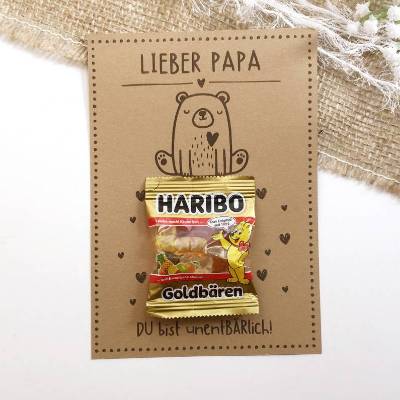 LIEBER PAPA
HARIBO
Goldbären
DU bist unentBÄRlich!